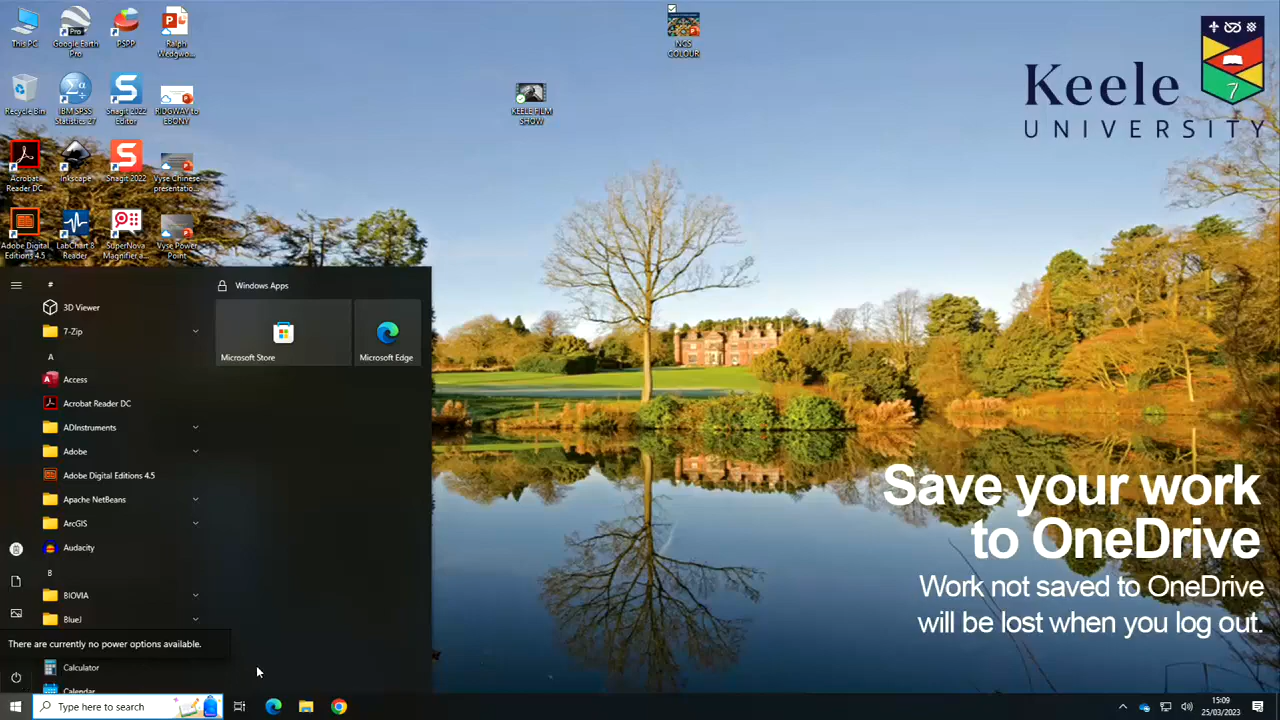 This PC
Google Earth
Pro
PSPP
Ralph
Wedgwo...
Recycle Bin
IBM SPSS
Statistics 27
Snagit 2022
Editor
RIDGWAY to
EBONY
Acrobat
Reader DC
Inkscape
Snagit 2022
Vyse Chinese
presentatio...
Adobe Digital
Editions 4.5
LabChart 8
Reader
SuperNova
Magnifier a...
Vyse Power
Point
NCS
COLOUR
KEELE FILM
SHOW
Keele
UNIVERSITY
#
3D Viewer
7-Zip
A
Access
Acrobat Reader DC
ADInstruments
Adobe
Adobe Digital Editions 4.5
Apache NetBeans
ArcGIS
Audacity
B
BIOVIA
BlueJ
There are currently no power options available.
Calculator
Calendar
Windows Apps
Microsoft Store
Microsoft Edge
Save your work
to OneDrive
Work not saved to OneDrive
will be lost when you log out.
Type here to search
15:09
25/03/2023